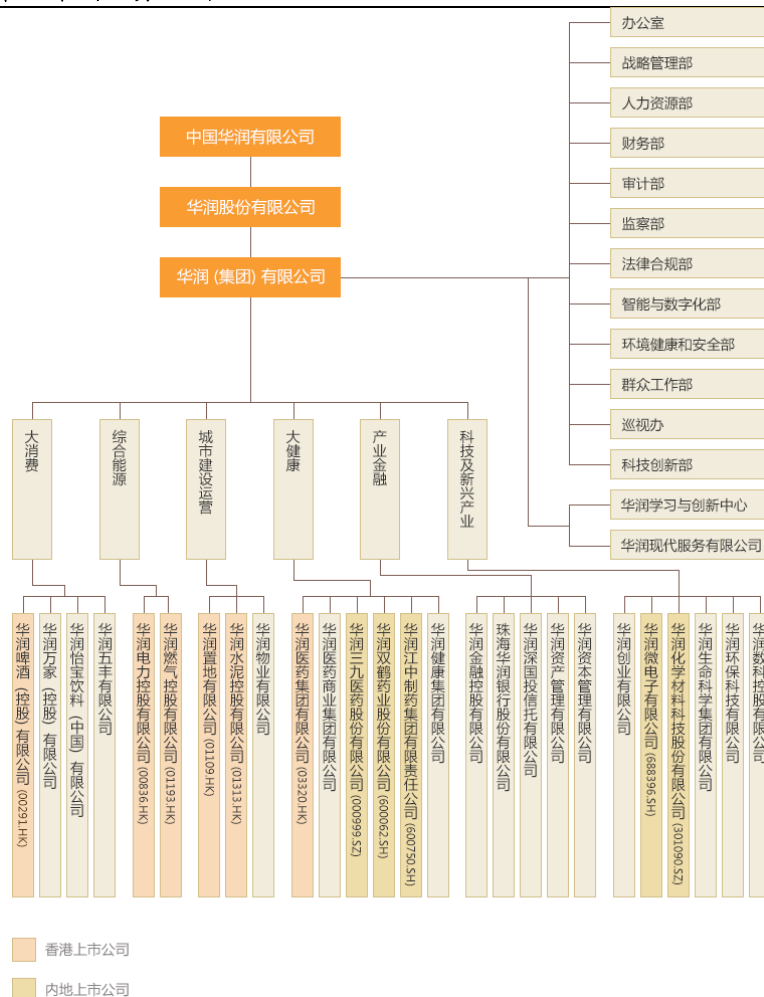 办公室
战略管理部
人力资源部
财务部
审计部
监察部
法律合规部
智能与数字化部
环境健康和安全部
群众工作部
巡视办
科技创新部
华润学习与创新中心
华润现代服务有限公司
中国华润有限公司
华润股份有限公司
华润 (集团) 有限公司
大消费
综合能源
城市建设运营
大健康
产业金融
科技及新兴产业
华润啤酒（控股）有限公司 (00291.HK)
华润万家（控股）有限公司
华润怡宝饮料（中国）有限公司
华润五丰有限公司
华润电力控股有限公司 (00836.HK)
华润燃气控股有限公司 (01193.HK)
华润置地有限公司 (01109.HK)
华润水泥控股有限公司 (01313.HK)
华润物业有限公司
华润医药集团有限公司 (03320.HK)
华润医药商业集团有限公司
华润三九医药股份有限公司 (000999.SZ)
华润双鹤药业股份有限公司 (600062.SH)
华润江中制药集团有限责任公司 (600750.SH)
华润健康集团有限公司
华润金融控股有限公司
珠海华润银行股份有限公司
华润深国投信托有限公司
华润资产管理有限公司
华润资本管理有限公司
华润创业有限公司
华润微电子有限公司 (688396.SH)
华润化学材料科技股份有限公司 (301090.SZ)
华润生命科学集团有限公司
华润环保科技有限公司
华润数科控股有限公司
香港上市公司
内地上市公司